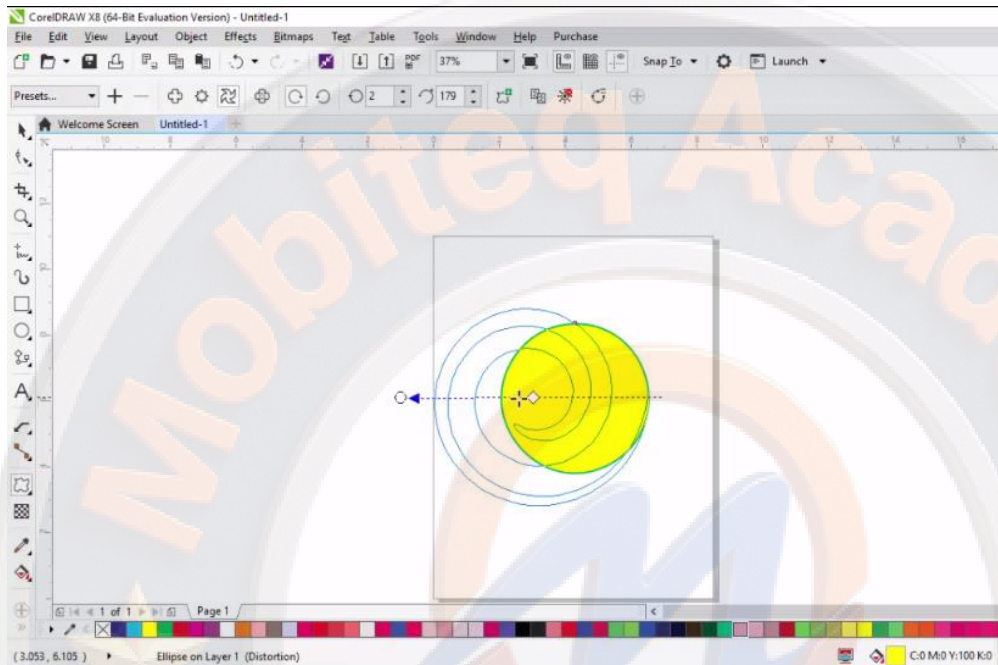 CorelDRAW X8 (64-Bit Evaluation Version) - Untitled-1
File Edit View Layout Object Effects Bitmaps Text Table Tools Window Help Purchase
PDF 37% Snap To Launch
Presets... 2 179
Welcome Screen Untitled-1
Mobiteq Acad
A
1 of 1 Page 1
( 3.053 , 6.105 ) Ellipse on Layer 1 (Distortion) C:0 M:0 Y:100 K:0